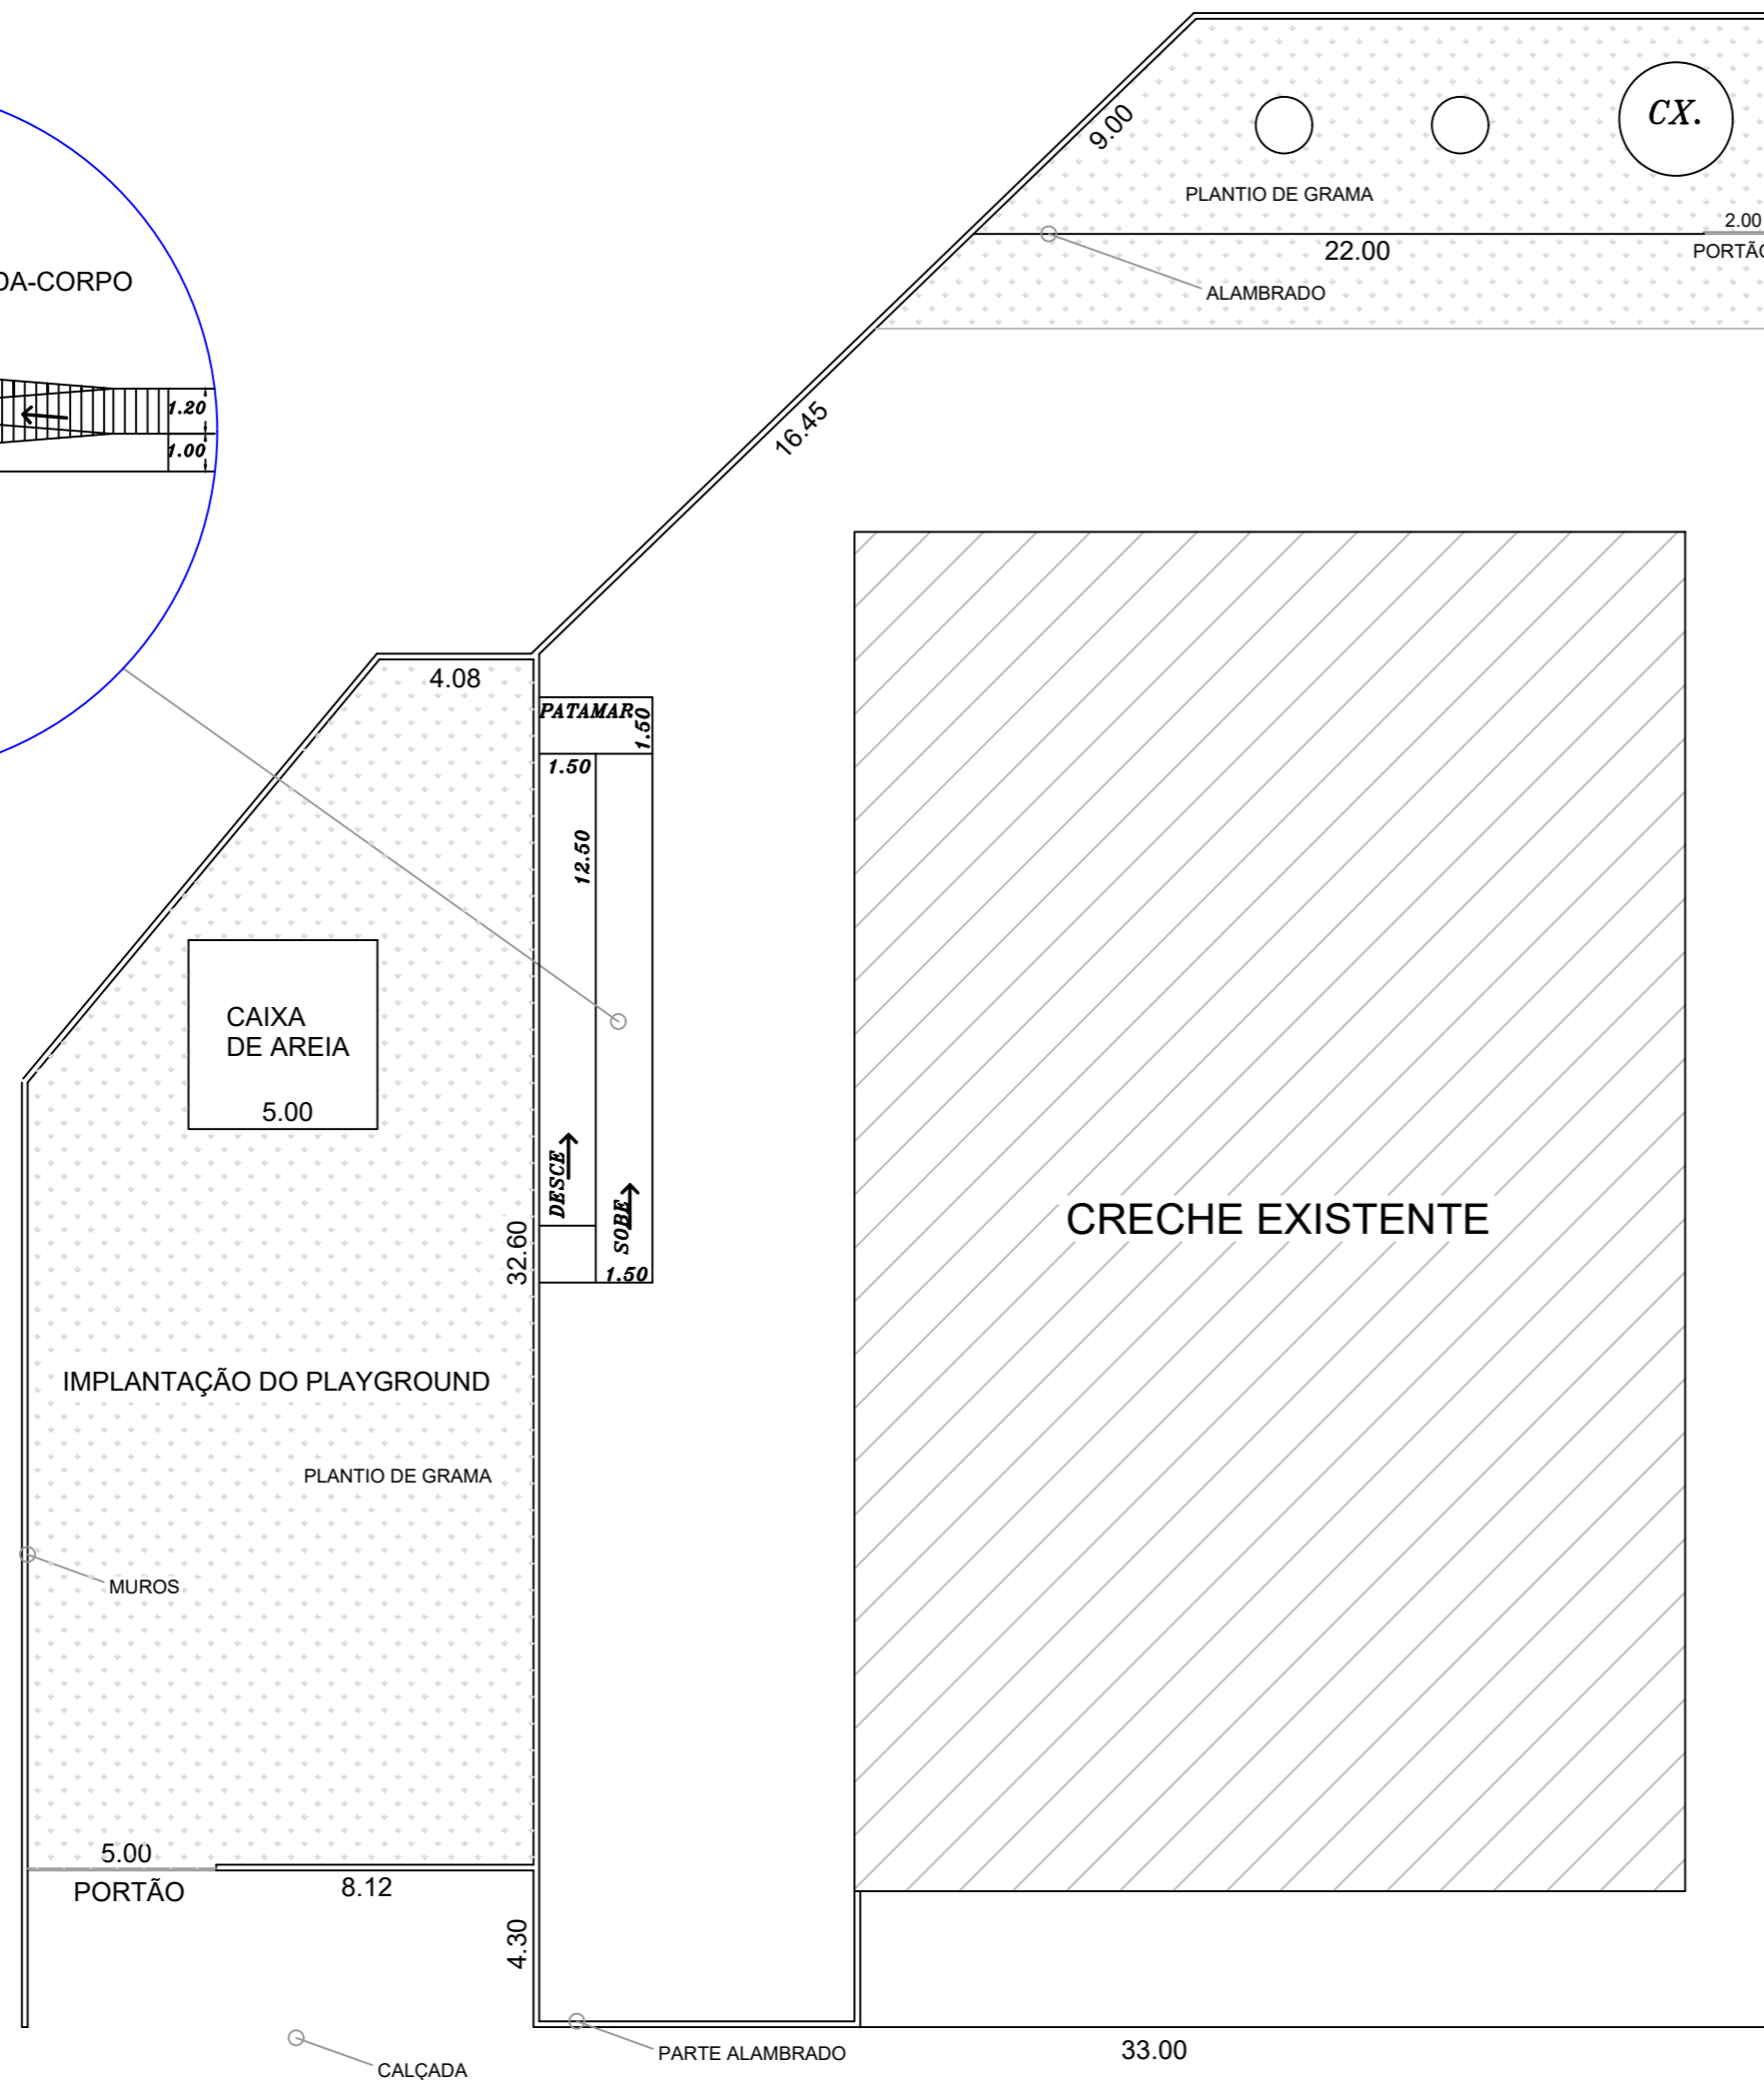 9.00
CX.
PLANTIO DE GRAMA
2.00
22.00
ALAMBRADO
DA-CORPO
1.20
1.00
16.45
4.08
PATAMAR
1.50
1.50
12.50
CAIXA
DE AREIA
5.00
DESCE
SOBE
1.50
32.60
CRECHE EXISTENTE
IMPLANTAÇÃO DO PLAYGROUND
PLANTIO DE GRAMA
MUROS
5.00
PORTÃO
8.12
4.30
PARTE ALAMBRADO
33.00
CALÇADA